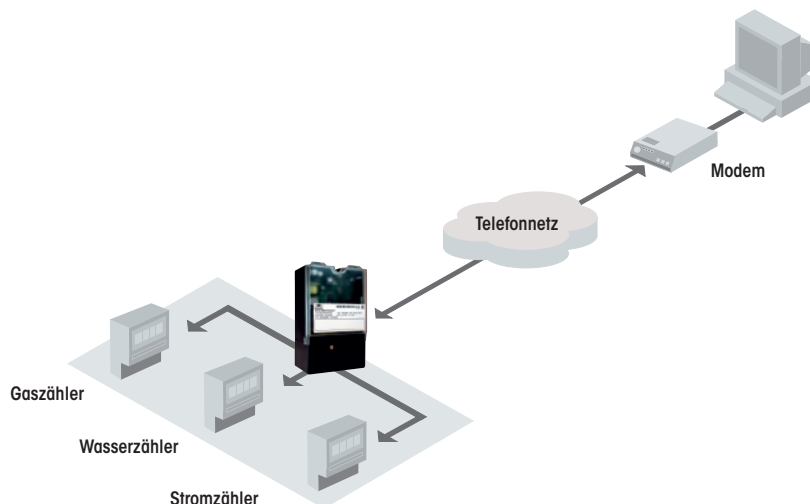 Modem
Telefonnetz
Gaszähler
Wasserzähler
Stromzähler